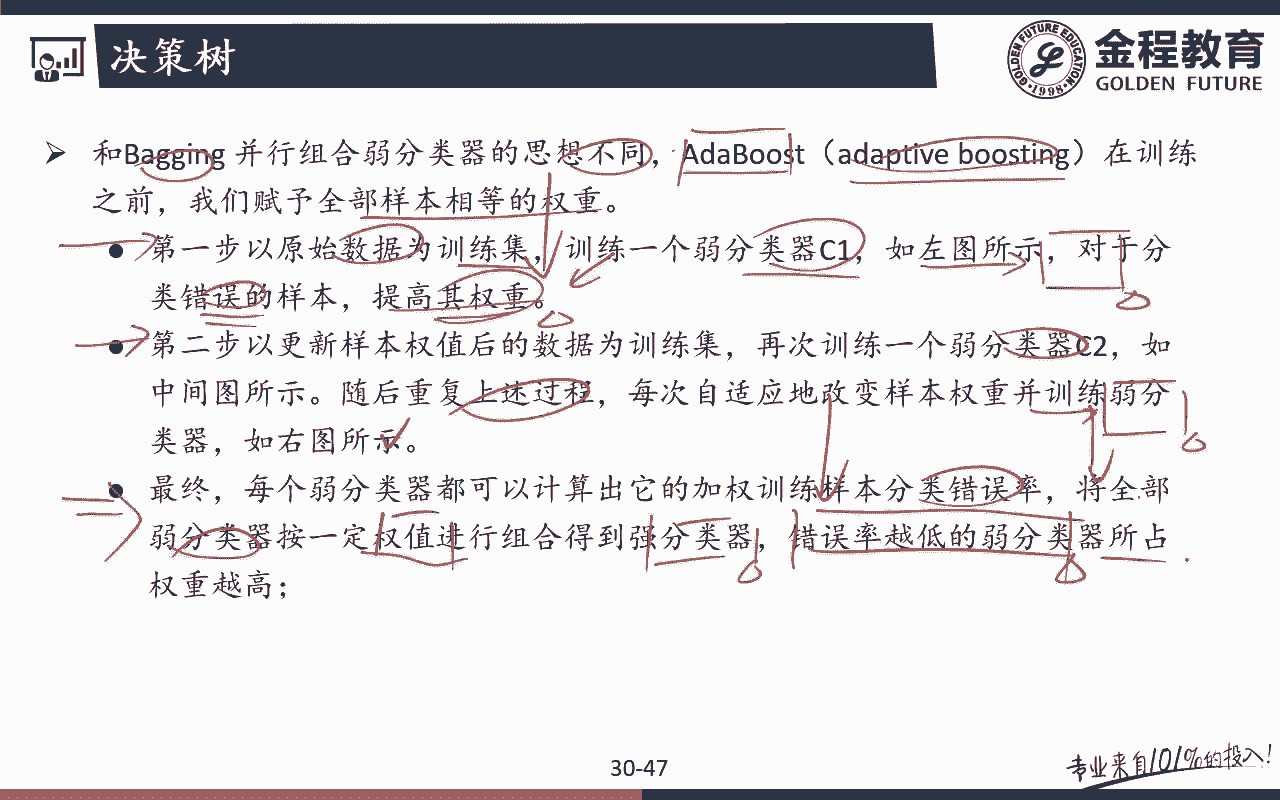 决策树
金程教育
GOLDEN FUTURE
GOLDEN FUTURE EDUCATION
·1998·
和Bagging 并行组合弱分类器的思想不同，AdaBoost（adaptive boosting）在训练
之前，我们赋予全部样本相等的权重。
第一步以原始数据为训练集，训练一个弱分类器C1，如左图所示，对于分
类错误的样本，提高其权重。
第二步以更新样本权值后的数据为训练集，再次训练一个弱分类器C2，如
中间图所示。随后重复上述过程，每次自适应地改变样本权重并训练弱分
类器，如右图所示。
最终，每个弱分类器都可以计算出它的加权训练样本分类错误率，将全部
弱分类器按一定权值进行组合得到强分类器，错误率越低的弱分类器所占
权重越高；
30-47
专业来自101%的投入!